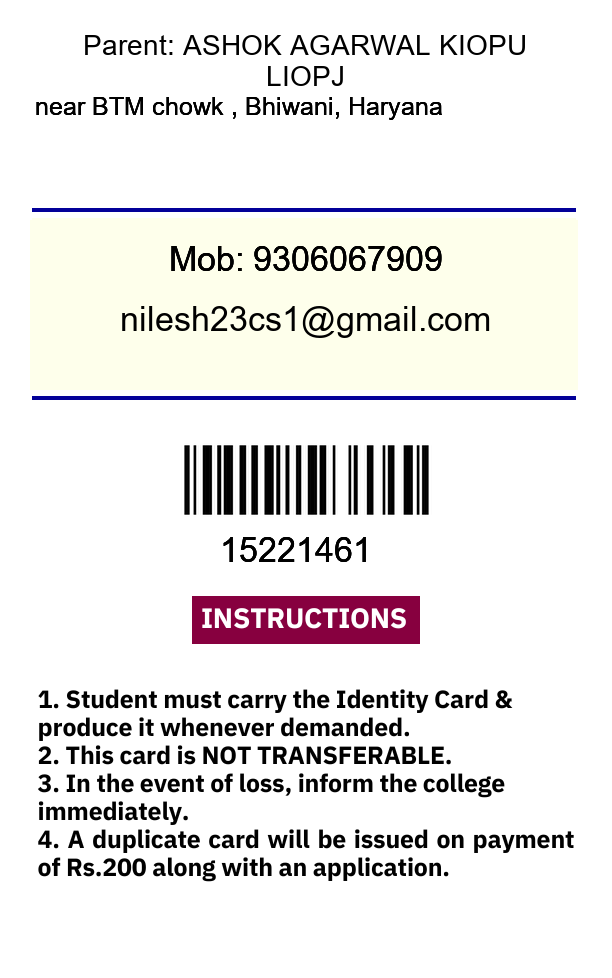 Parent: ASHOK AGARWAL KIOPU
LIOPJ
near BTM chowk , Bhiwani, Haryana
Mob: 9306067909
nilesh23cs1@gmail.com
15221461
INSTRUCTIONS
1. Student must carry the Identity Card &
produce it whenever demanded.
2. This card is NOT TRANSFERABLE.
3. In the event of loss, inform the college
immediately.
4. A duplicate card will be issued on payment
of Rs.200 along with an application.